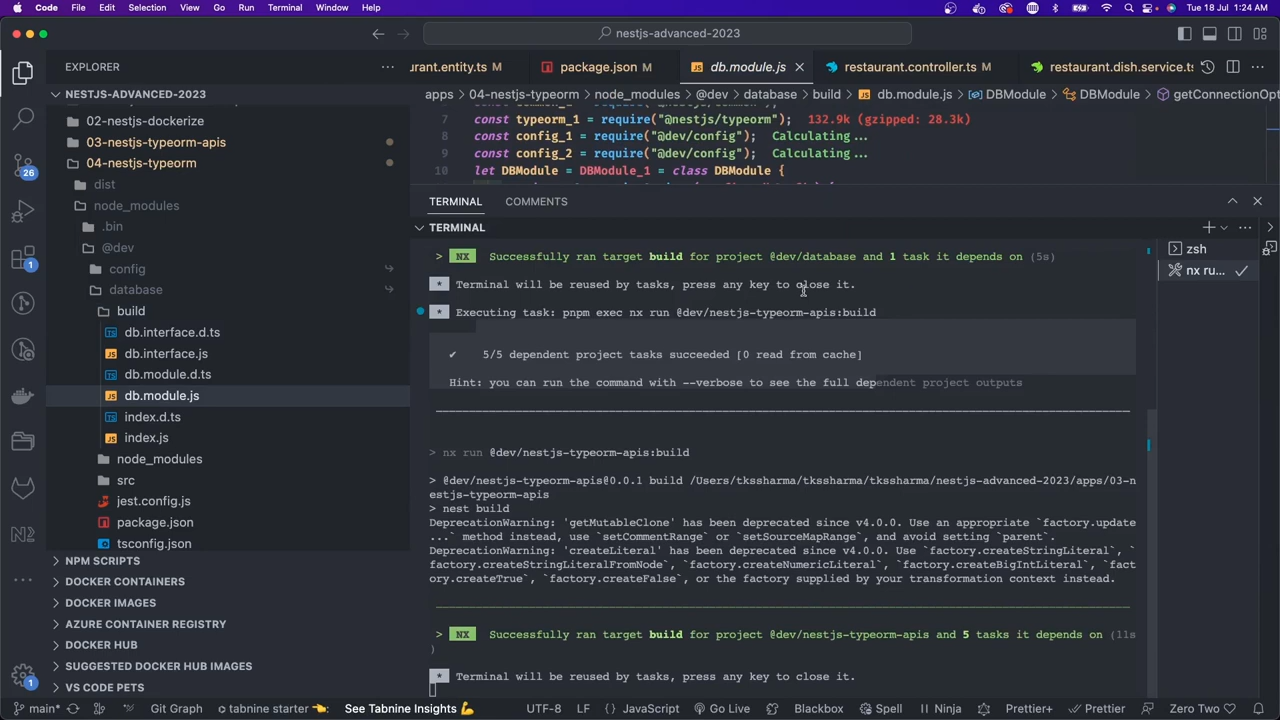 Code File Edit Selection View Go Run Terminal Window Help Tue 18 Jul 1:24 AM
nestjs-advanced-2023
EXPLORER
urant.entity.ts M package.json M db.module.js restaurant.controller.ts M restaurant.dish.service.ts
NESTJS-ADVANCED-2023
apps 04-nestjs-typeorm node_modules @dev database build db.module.js DBModule DBModule getConnectionOpt
02-nestjs-dockerize
03-nestjs-typeorm-apis
04-nestjs-typeorm
dist
node_modules
.bin
@dev
config
database
build
db.interface.d.ts
db.interface.js
db.module.d.ts
db.module.js
index.d.ts
index.js
node_modules
src
jest.config.js
package.json
tsconfig.json
NPM SCRIPTS
DOCKER CONTAINERS
DOCKER IMAGES
AZURE CONTAINER REGISTRY
DOCKER HUB
SUGGESTED DOCKER HUB IMAGES
VS CODE PETS
26
1
1
7 const typeorm_1 = require("@nestjs/typeorm"); 132.9k (gzipped: 28.3k)
8 const config_1 = require("@dev/config"); Calculating...
9 const config_2 = require("@dev/config"); Calculating...
10 let DBModule = DBModule_1 = class DBModule {
TERMINAL COMMENTS
TERMINAL
zsh
nx ru...
> NX Successfully ran target build for project @dev/database and 1 task it depends on (5s)
* Terminal will be reused by tasks, press any key to close it.
* Executing task: pnpm exec nx run @dev/nestjs-typeorm-apis:build
✔ 5/5 dependent project tasks succeeded [0 read from cache]
Hint: you can run the command with --verbose to see the full dependent project outputs
> nx run @dev/nestjs-typeorm-apis:build
> @dev/nestjs-typeorm-apis@0.0.1 build /Users/tkssharma/tkssharma/nestjs-advanced-2023/apps/03-n
estjs-typeorm-apis
> nest build
DeprecationWarning: 'getMutableClone' has been deprecated since v4.0.0. Use an appropriate `factory.update
...` method instead, use `setCommentRange` or `setSourceMapRange`, and avoid setting `parent`.
DeprecationWarning: 'createLiteral' has been deprecated since v4.0.0. Use `factory.createStringLiteral`, `
factory.createStringLiteralFromNode`, `factory.createNumericLiteral`, `factory.createBigIntLiteral`, `fact
ory.createTrue`, `factory.createFalse`, or the factory supplied by your transformation context instead.
> NX Successfully ran target build for project @dev/nestjs-typeorm-apis and 5 tasks it depends on (11s
)
* Terminal will be reused by tasks, press any key to close it.
main* Git Graph tabnine starter See Tabnine Insights UTF-8 LF JavaScript Go Live Blackbox Spell Ninja Prettier+ Prettier Zero Two